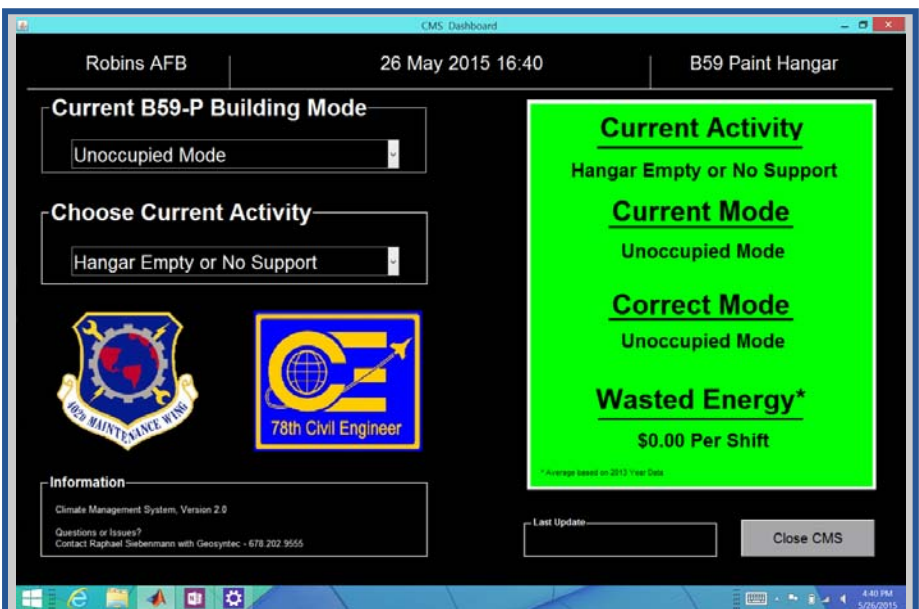 CMS Dashboard
Robins AFB
26 May 2015 16:40
B59 Paint Hangar
Current B59-P Building Mode
Unoccupied Mode
Choose Current Activity
Hangar Empty or No Support
402D MAINTENANCE WING
CE
78th Civil Engineer
Information
Climate Management System, Version 2.0
Questions or Issues?
Contact Raphael Siebenmann with Geosyntec - 678.202.9555
Current Activity
Hangar Empty or No Support
Current Mode
Unoccupied Mode
Correct Mode
Unoccupied Mode
Wasted Energy*
$0.00 Per Shift
* Average based on 2013 Year Data
Last Update
Close CMS
4:40 PM
5/26/2015